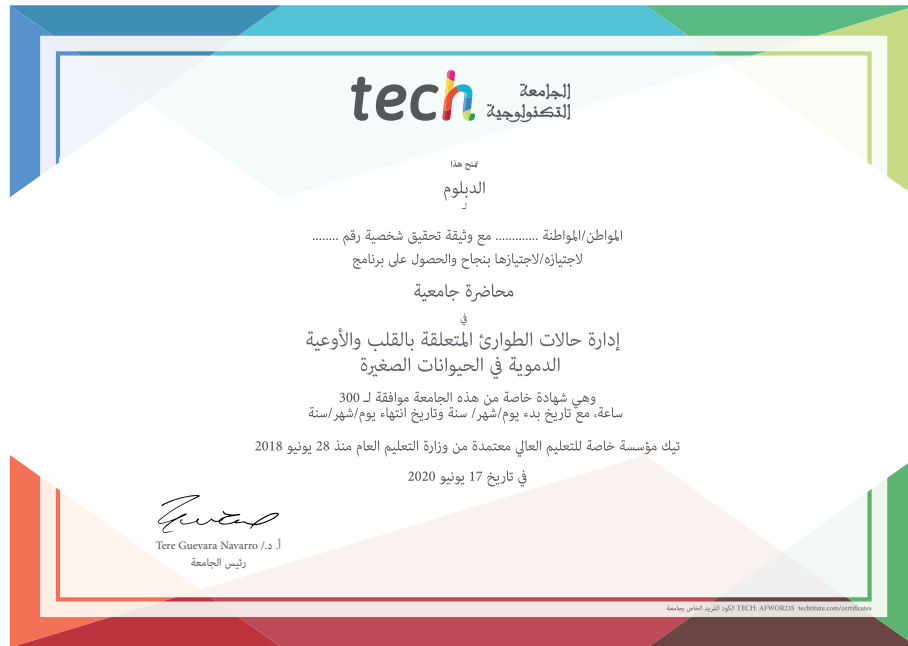 tech
الجامعة
التكنولوجية
تمنح هذا
الدبلوم
لـ
المواطن/المواطنة ............. مع وثيقة تحقيق شخصية رقم ........
لاجتيازه/لاجتيازها بنجاح والحصول على برنامج
محاضرة جامعية
في
إدارة حالات الطوارئ المتعلقة بالقلب والأوعية
الدموية في الحيوانات الصغيرة
وهي شهادة خاصة من هذه الجامعة موافقة لـ 300
ساعة، مع تاريخ بدء يوم/شهر/ سنة وتاريخ انتهاء يوم/شهر/سنة
تيك مؤسسة خاصة للتعليم العالي معتمدة من وزارة التعليم العام منذ 28 يونيو 2018
في تاريخ 17 يونيو 2020
أ. د./ Tere Guevara Navarro
رئيس الجامعة
الكود الفريد الخاص بجامعة TECH: AFWOR23S techtitute.com/certificates